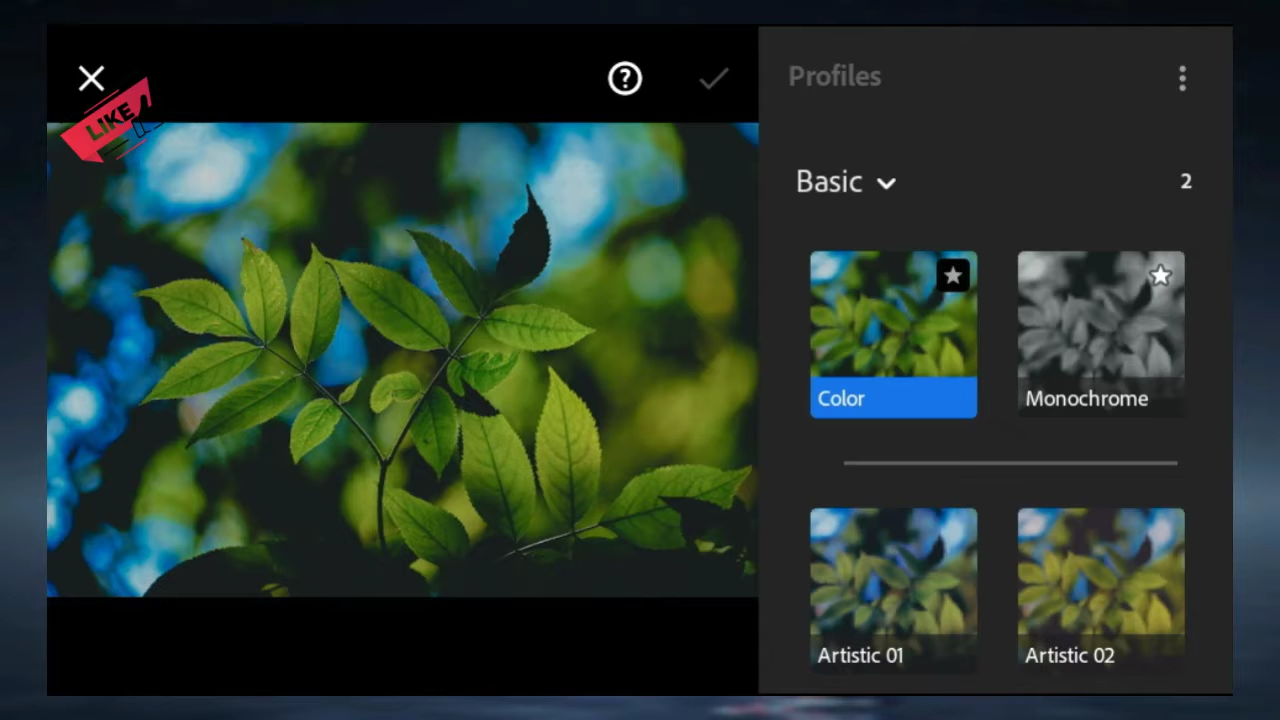 LIKE
Profiles
Basic
2
Color
Monochrome
Artistic 01
Artistic 02